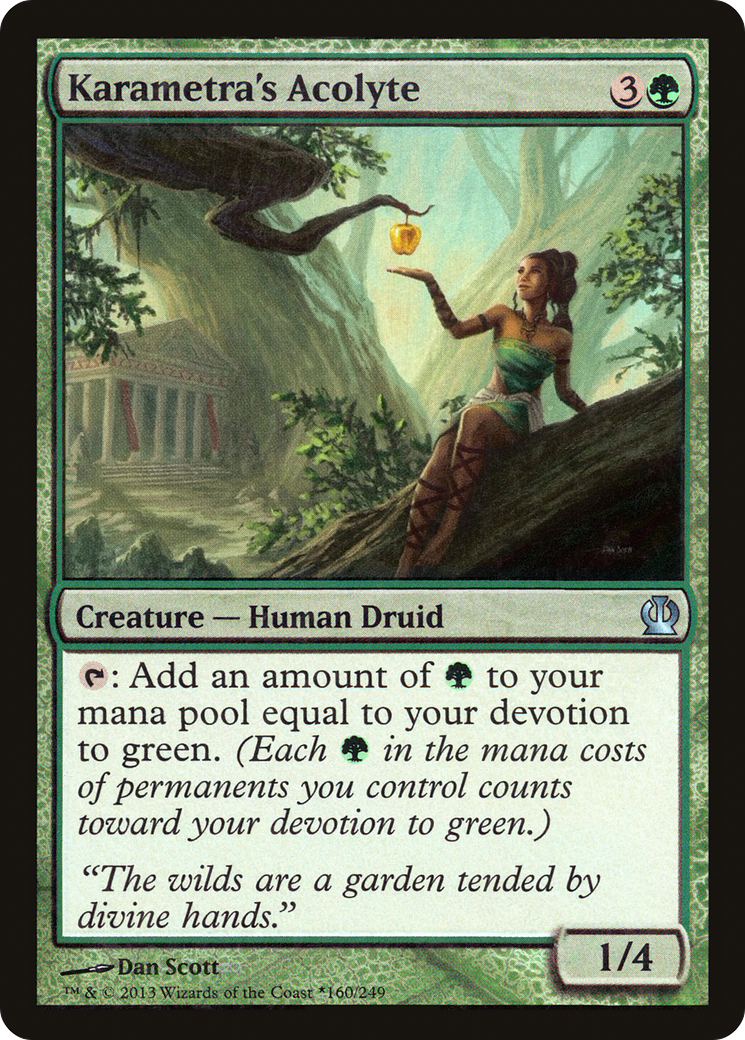 Karametra's Acolyte 3
Creature — Human Druid
: Add an amount of to your
mana pool equal to your devotion
to green. (Each in the mana costs
of permanents you control counts
toward your devotion to green.)
“The wilds are a garden tended by
divine hands.”
1/4
Dan Scott
™ & © 2013 Wizards of the Coast *160/249